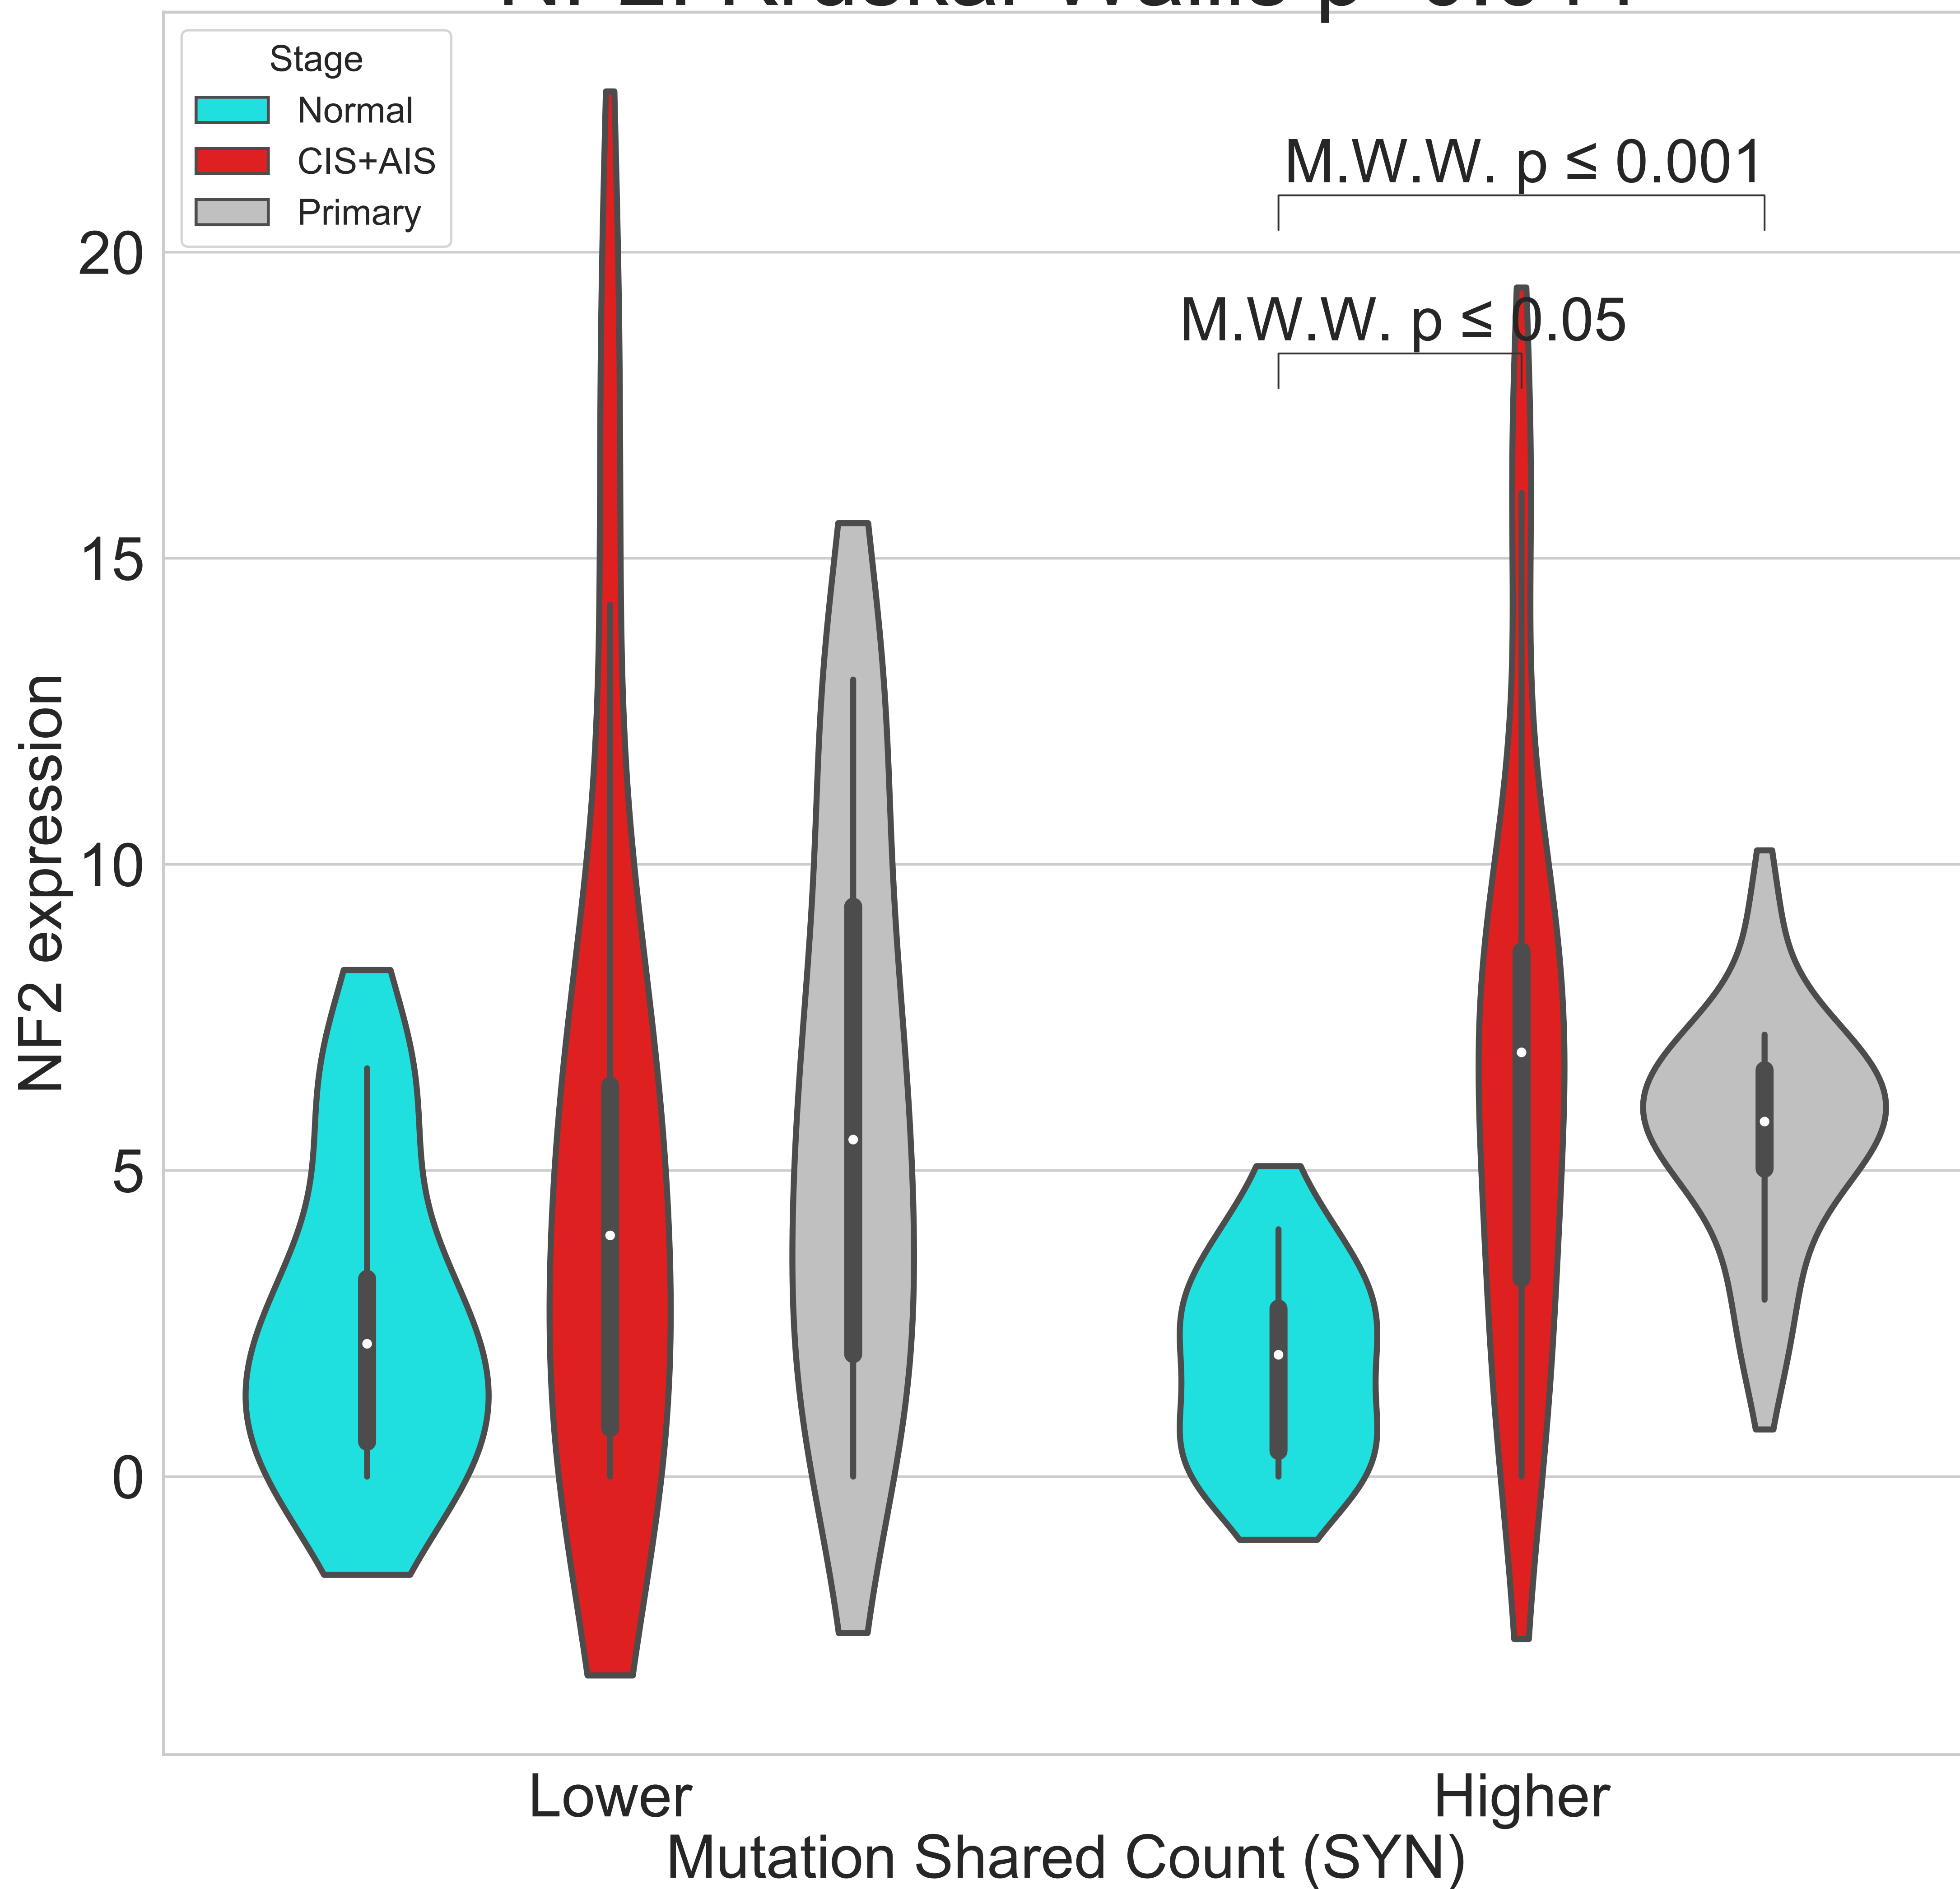 Stage
Normal
CIS+AIS
Primary
M.W.W. p ≤ 0.001
M.W.W. p ≤ 0.05
20
15
10
5
0
NF2 expression
Lower
Higher
Mutation Shared Count (SYN)